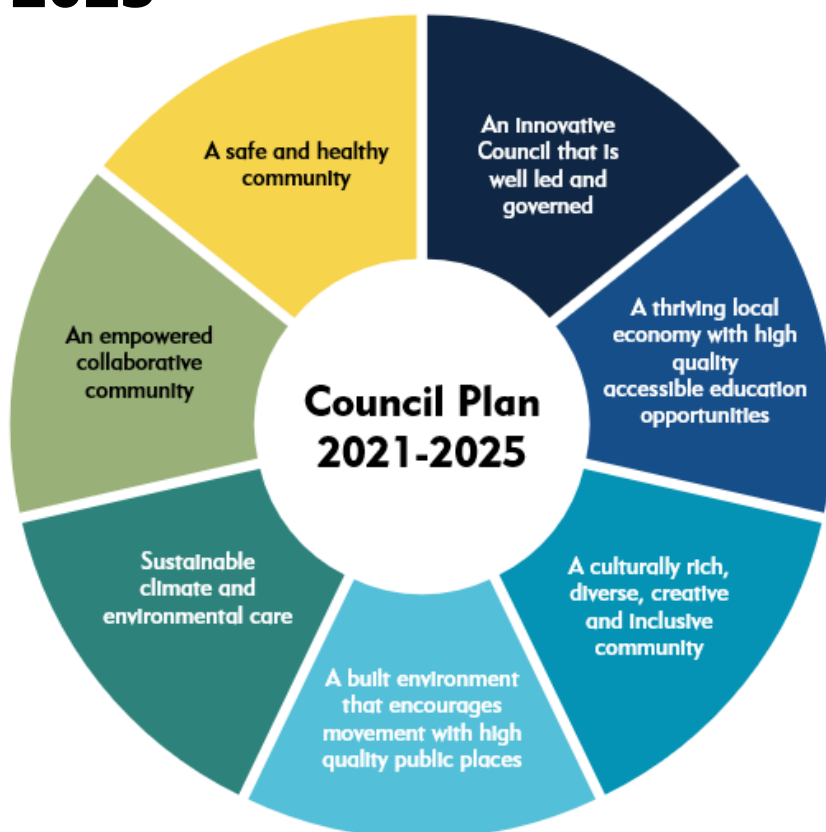 Council Plan
2021-2025
An innovative
Council that is
well led and
governed
A thriving local
economy with high
quality
accessible education
opportunities
A culturally rich,
diverse, creative
and inclusive
community
A built environment
that encourages
movement with high
quality public places
Sustainable
climate and
environmental care
An empowered
collaborative
community
A safe and healthy
community